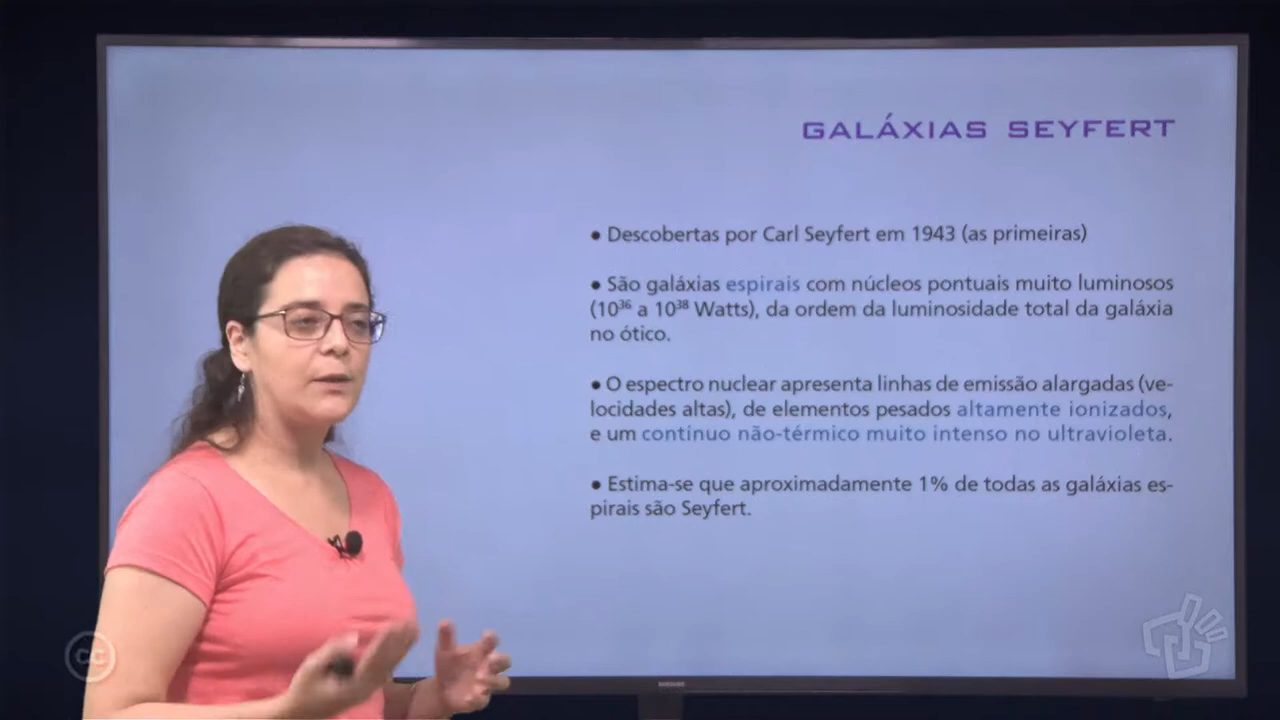 GALÁXIAS SEYFERT
● Descobertas por Carl Seyfert em 1943 (as primeiras)
● São galáxias espirais com núcleos pontuais muito luminosos
(10³⁶ a 10³⁸ Watts), da ordem da luminosidade total da galáxia
no ótico.
● O espectro nuclear apresenta linhas de emissão alargadas (ve-
locidades altas), de elementos pesados altamente ionizados,
e um contínuo não-térmico muito intenso no ultravioleta.
● Estima-se que aproximadamente 1% de todas as galáxias es-
pirais são Seyfert.
cc
SAMSUNG